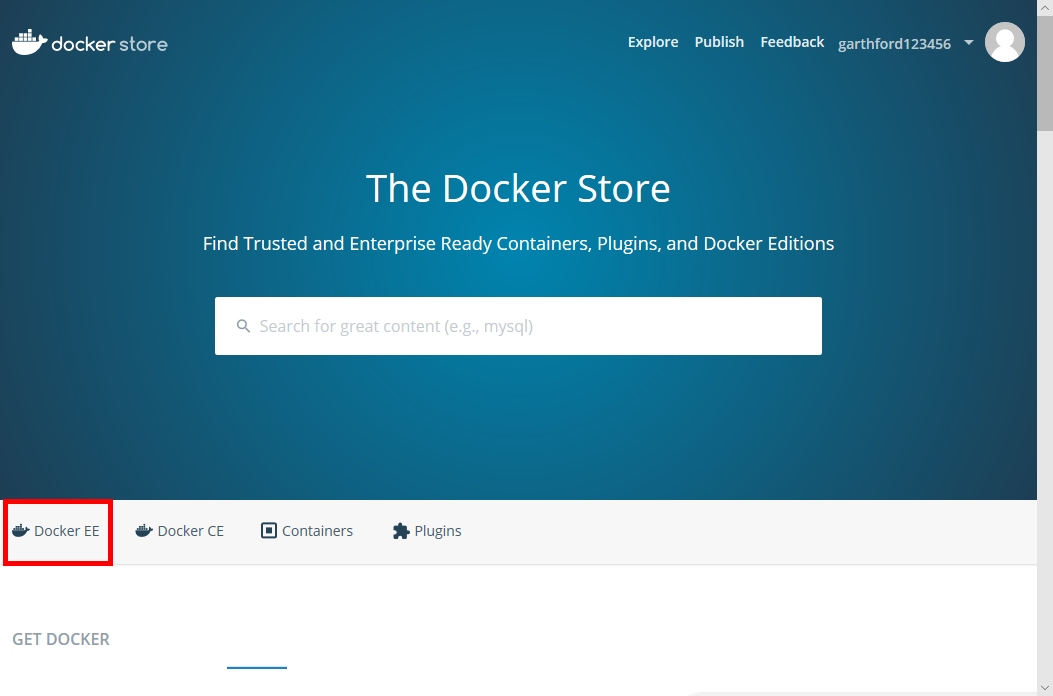 docker store
Explore Publish Feedback garthford123456
The Docker Store
Find Trusted and Enterprise Ready Containers, Plugins, and Docker Editions
Search for great content (e.g., mysql)
Docker EE Docker CE Containers Plugins
GET DOCKER